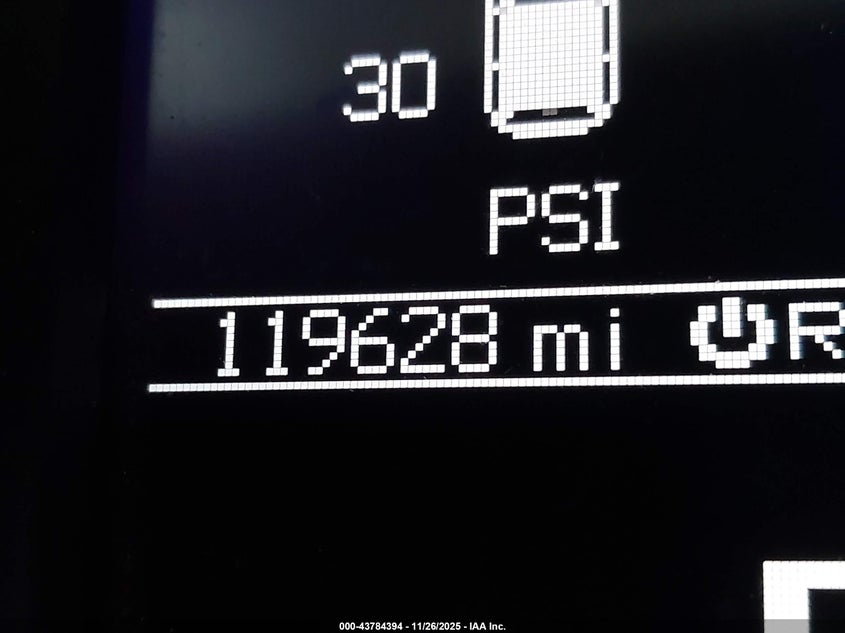 30
PSI
119628 mi R
000-43784394 - 11/26/2025 - IAA Inc.